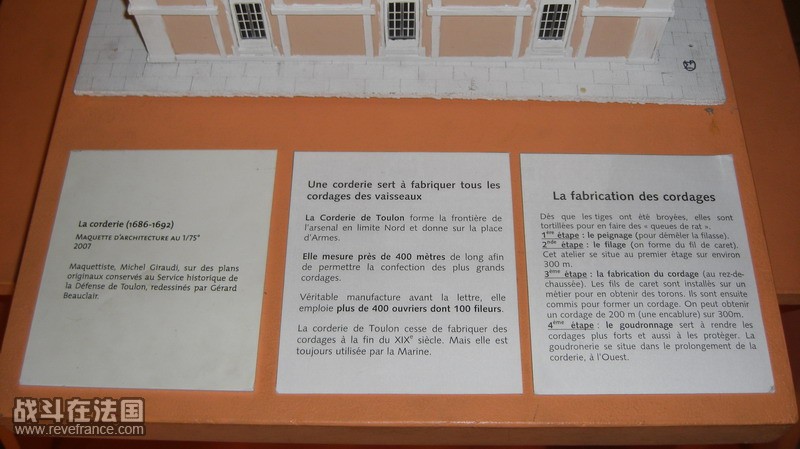 La corderie (1686-1692)
MAQUETTE D'ARCHITECTURE AU 1/75°
2007
Maquettiste, Michel Giraudi, sur des plans
originaux conservés au Service historique de
la Défense de Toulon, redessinés par Gérard
Beauclair.
Une corderie sert à fabriquer tous les
cordages des vaisseaux
La Corderie de Toulon forme la frontière de
l'arsenal en limite Nord et donne sur la place
d'Armes.
Elle mesure près de 400 mètres de long afin
de permettre la confection des plus grands
cordages.
Véritable manufacture avant la lettre, elle
emploie plus de 400 ouvriers dont 100 fileurs.
La corderie de Toulon cesse de fabriquer des
cordages à la fin du XIXe siècle. Mais elle est
toujours utilisée par la Marine.
La fabrication des cordages
Dès que les tiges ont été broyées, elles sont
tortillées pour en faire des « queues de rat ».
1ère étape : le peignage (pour démêler la filasse).
2nde étape : le filage (on forme du fil de caret).
Cet atelier se situe au premier étage sur environ
300 m.
3ème étape : la fabrication du cordage (au rez-de-
chaussée). Les fils de caret sont installés sur un
métier pour en obtenir des torons. Ils sont ensuite
commis pour former un cordage. On peut obtenir
un cordage de 200 m (une encablure) sur 300m.
4ème étape : le goudronnage sert à rendre les
cordages plus forts et aussi à les protéger. La
goudronerie se situe dans le prolongement de la
corderie, à l'Ouest.
战斗在法国
www.revefrance.com